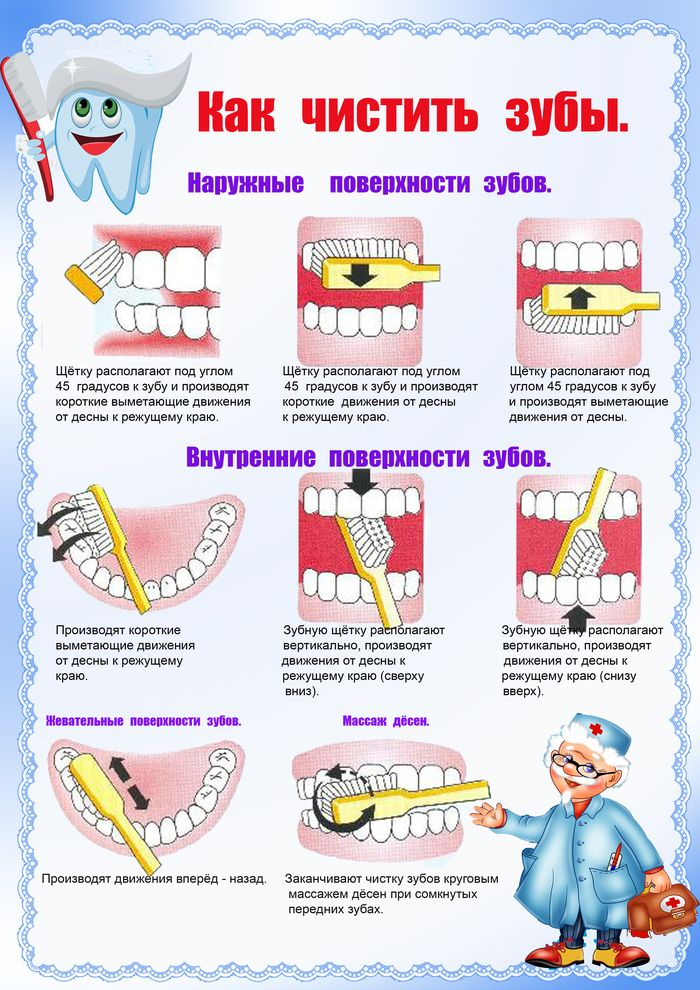 Как чистить зубы.
Наружные поверхности зубов.
Щётку располагают под углом
45 градусов к зубу и производят
короткие выметающие движения
от десны к режущему краю.
Щётку располагают под углом
45 градусов к зубу и производят
короткие движения от десны
к режущему краю.
Щётку располагают под
углом 45 градусов к зубу
и производят выметающие
движения от десны.
Внутренние поверхности зубов.
Производят короткие
выметающие движения
от десны к режущему
краю.
Зубную щётку располагают
вертикально, производят
движения от десны к
режущему краю (сверху
вниз).
Зубную щётку располагают
вертикально, производят
движения от десны к
режущему краю (снизу
вверх).
Жевательные поверхности зубов.
Производят движения вперёд - назад.
Массаж дёсен.
Заканчивают чистку зубов круговым
массажем дёсен при сомкнутых
передних зубах.